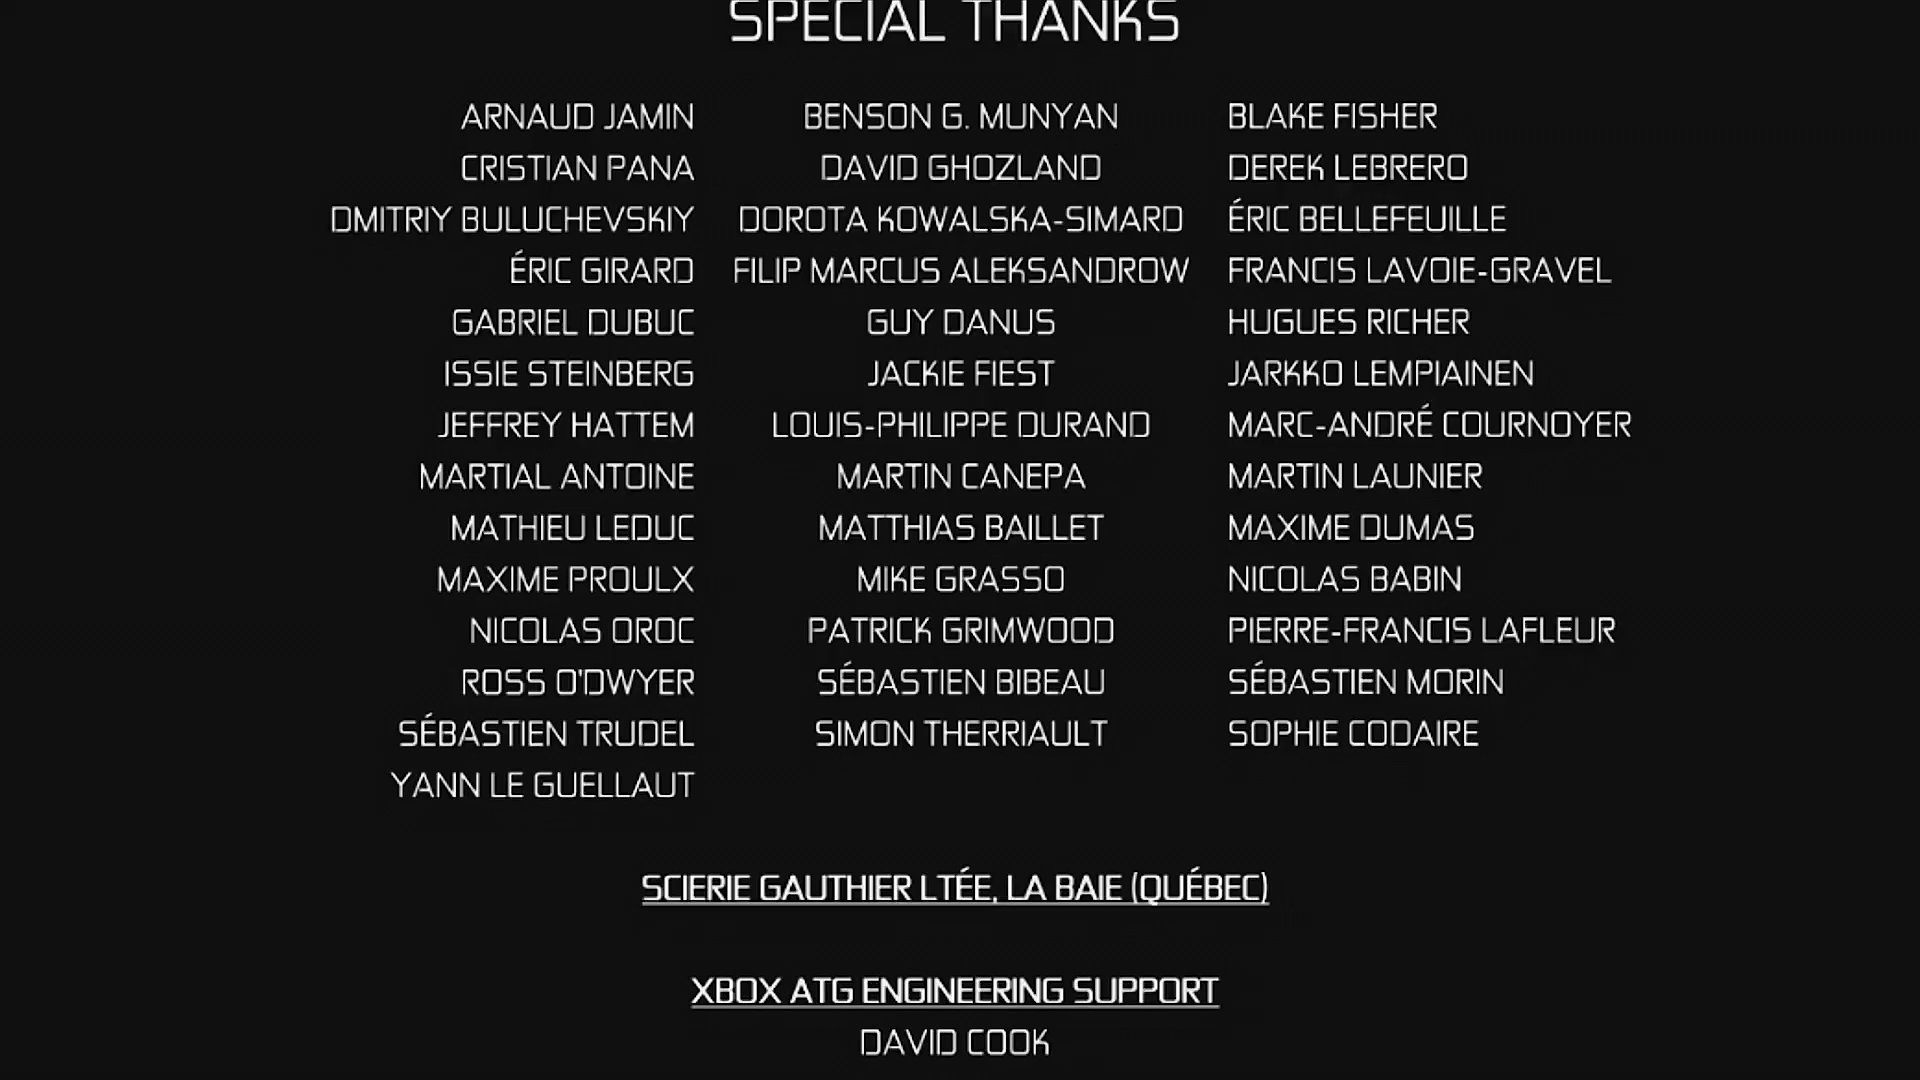 SPECIAL THANKS
ARNAUD JAMIN BENSON G. MUNYAN BLAKE FISHER
CRISTIAN PANA DAVID GHOZLAND DEREK LEBRERO
DMITRIY BULUCHEVSKIY DOROTA KOWALSKA-SIMARD ÉRIC BELLEFEUILLE
ÉRIC GIRARD FILIP MARCUS ALEKSANDROW FRANCIS LAVOIE-GRAVEL
GABRIEL DUBUC GUY DANUS HUGUES RICHER
ISSIE STEINBERG JACKIE FIEST JARKKO LEMPIAINEN
JEFFREY HATTEM LOUIS-PHILIPPE DURAND MARC-ANDRÉ COURNOYER
MARTIAL ANTOINE MARTIN CANEPA MARTIN LAUNIER
MATHIEU LEDUC MATTHIAS BAILLET MAXIME DUMAS
MAXIME PROULX MIKE GRASSO NICOLAS BABIN
NICOLAS OROC PATRICK GRIMWOOD PIERRE-FRANCIS LAFLEUR
ROSS O'DWYER SÉBASTIEN BIBEAU SÉBASTIEN MORIN
SÉBASTIEN TRUDEL SIMON THERRIAULT SOPHIE CODAIRE
YANN LE GUELLAUT
SCIERIE GAUTHIER LTÉE, LA BAIE (QUÉBEC)
XBOX ATG ENGINEERING SUPPORT
DAVID COOK